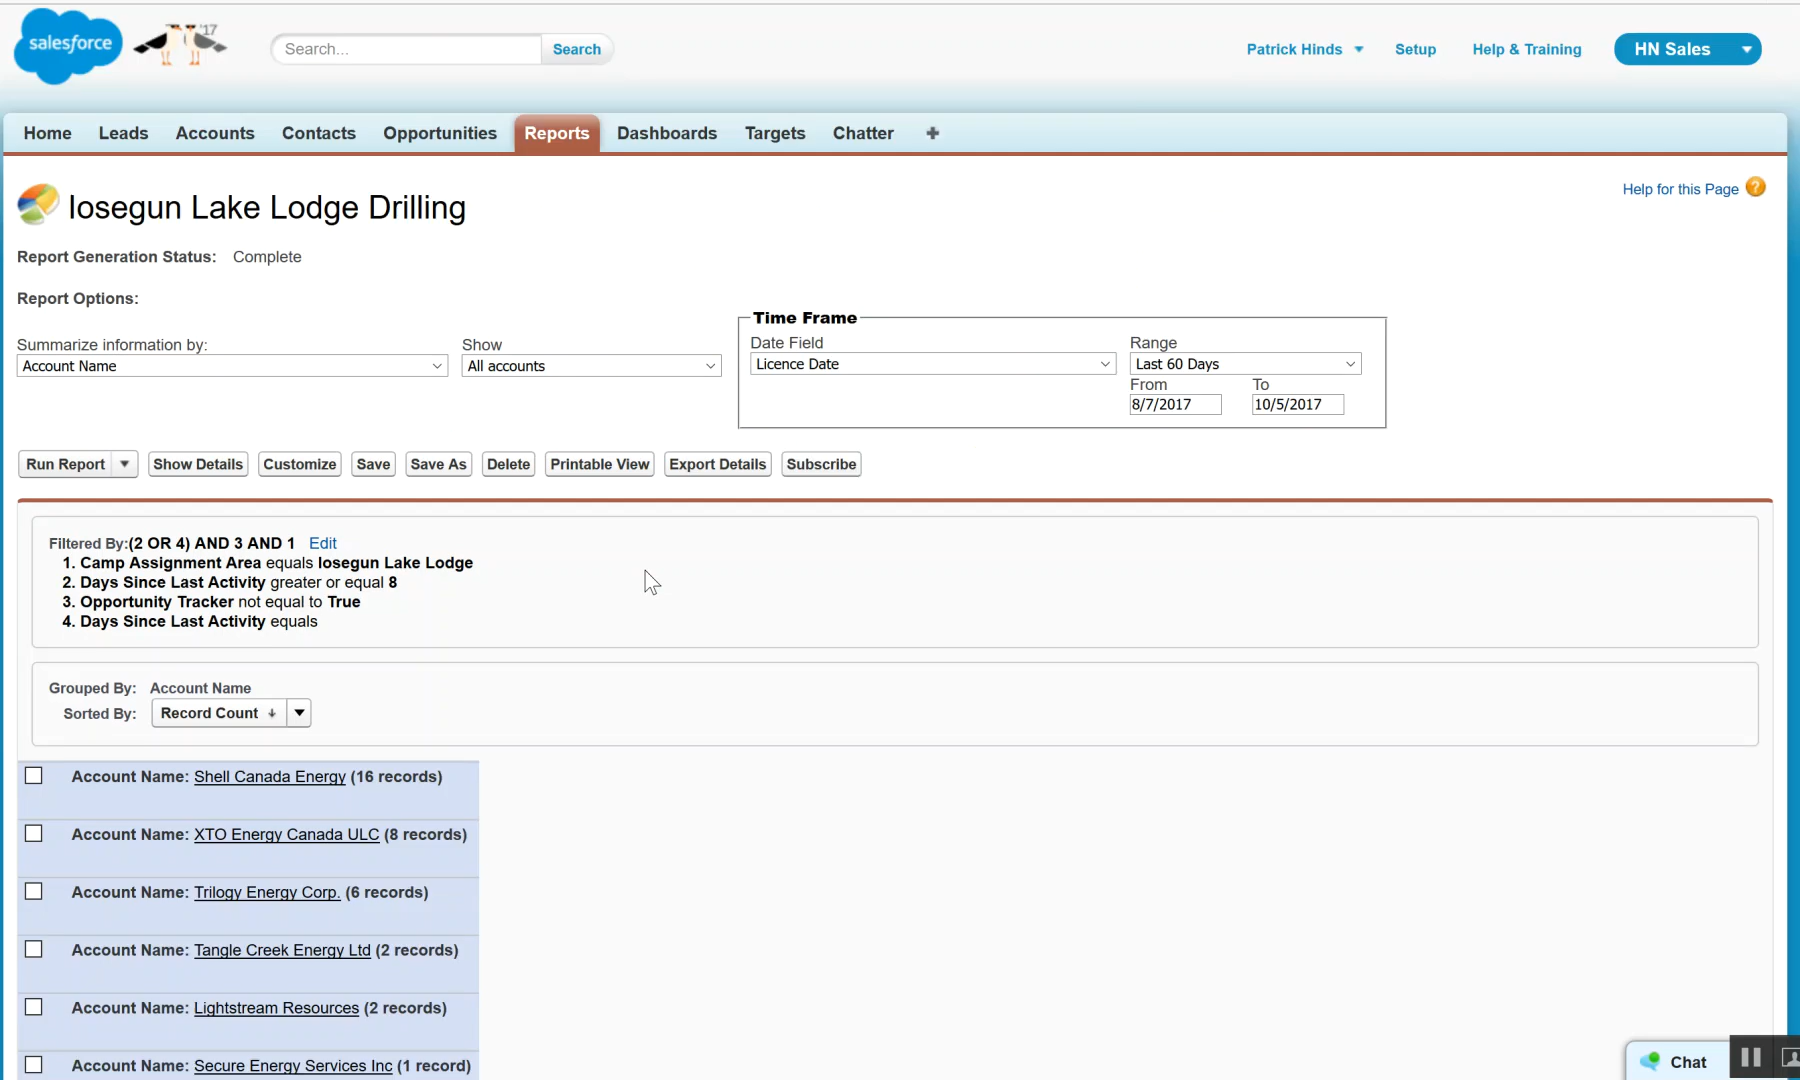 salesforce
'17
Search...
Search
Patrick Hinds
Setup
Help & Training
HN Sales
Home
Leads
Accounts
Contacts
Opportunities
Reports
Dashboards
Targets
Chatter
+
Iosegun Lake Lodge Drilling
Help for this Page ?
Report Generation Status: Complete
Report Options:
Time Frame
Summarize information by:
Show
Date Field
Range
Account Name
All accounts
Licence Date
Last 60 Days
From
To
8/7/2017
10/5/2017
Run Report
Show Details
Customize
Save
Save As
Delete
Printable View
Export Details
Subscribe
Filtered By:(2 OR 4) AND 3 AND 1 Edit
1. Camp Assignment Area equals Iosegun Lake Lodge
2. Days Since Last Activity greater or equal 8
3. Opportunity Tracker not equal to True
4. Days Since Last Activity equals
Grouped By: Account Name
Sorted By: Record Count
Account Name: Shell Canada Energy (16 records)
Account Name: XTO Energy Canada ULC (8 records)
Account Name: Trilogy Energy Corp. (6 records)
Account Name: Tangle Creek Energy Ltd (2 records)
Account Name: Lightstream Resources (2 records)
Account Name: Secure Energy Services Inc (1 record)
Chat